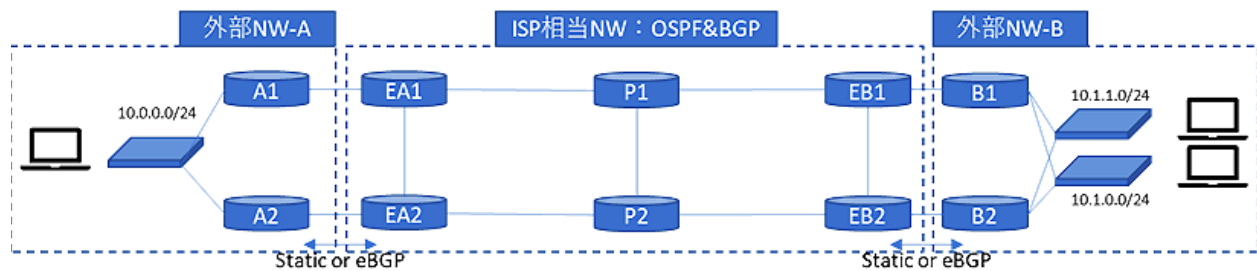 外部NW-A
ISP相当NW：OSPF&BGP
外部NW-B
A1
EA1
P1
EB1
B1
10.0.0.0/24
10.1.1.0/24
A2
EA2
P2
EB2
B2
10.1.0.0/24
Static or eBGP
Static or eBGP